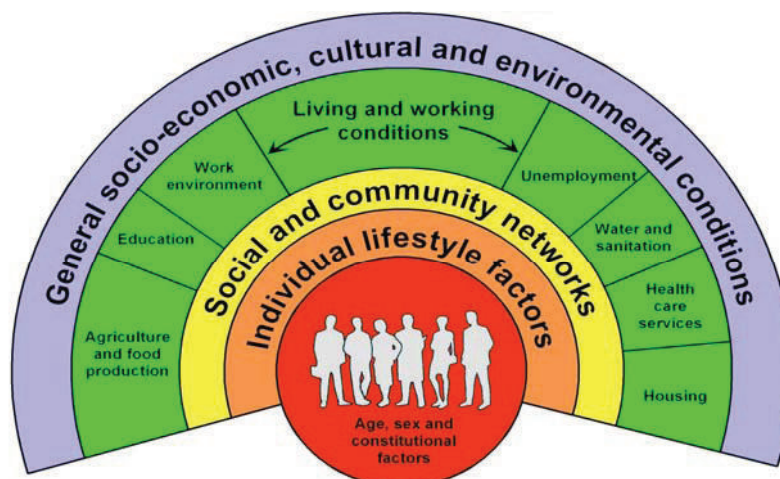 General socio-economic, cultural and environmental conditions
Living and working
conditions
Work
environment
Education
Agriculture
and food
production
Unemployment
Water and
sanitation
Health
care
services
Housing
Social and community networks
Individual lifestyle factors
Age, sex and
constitutional
factors